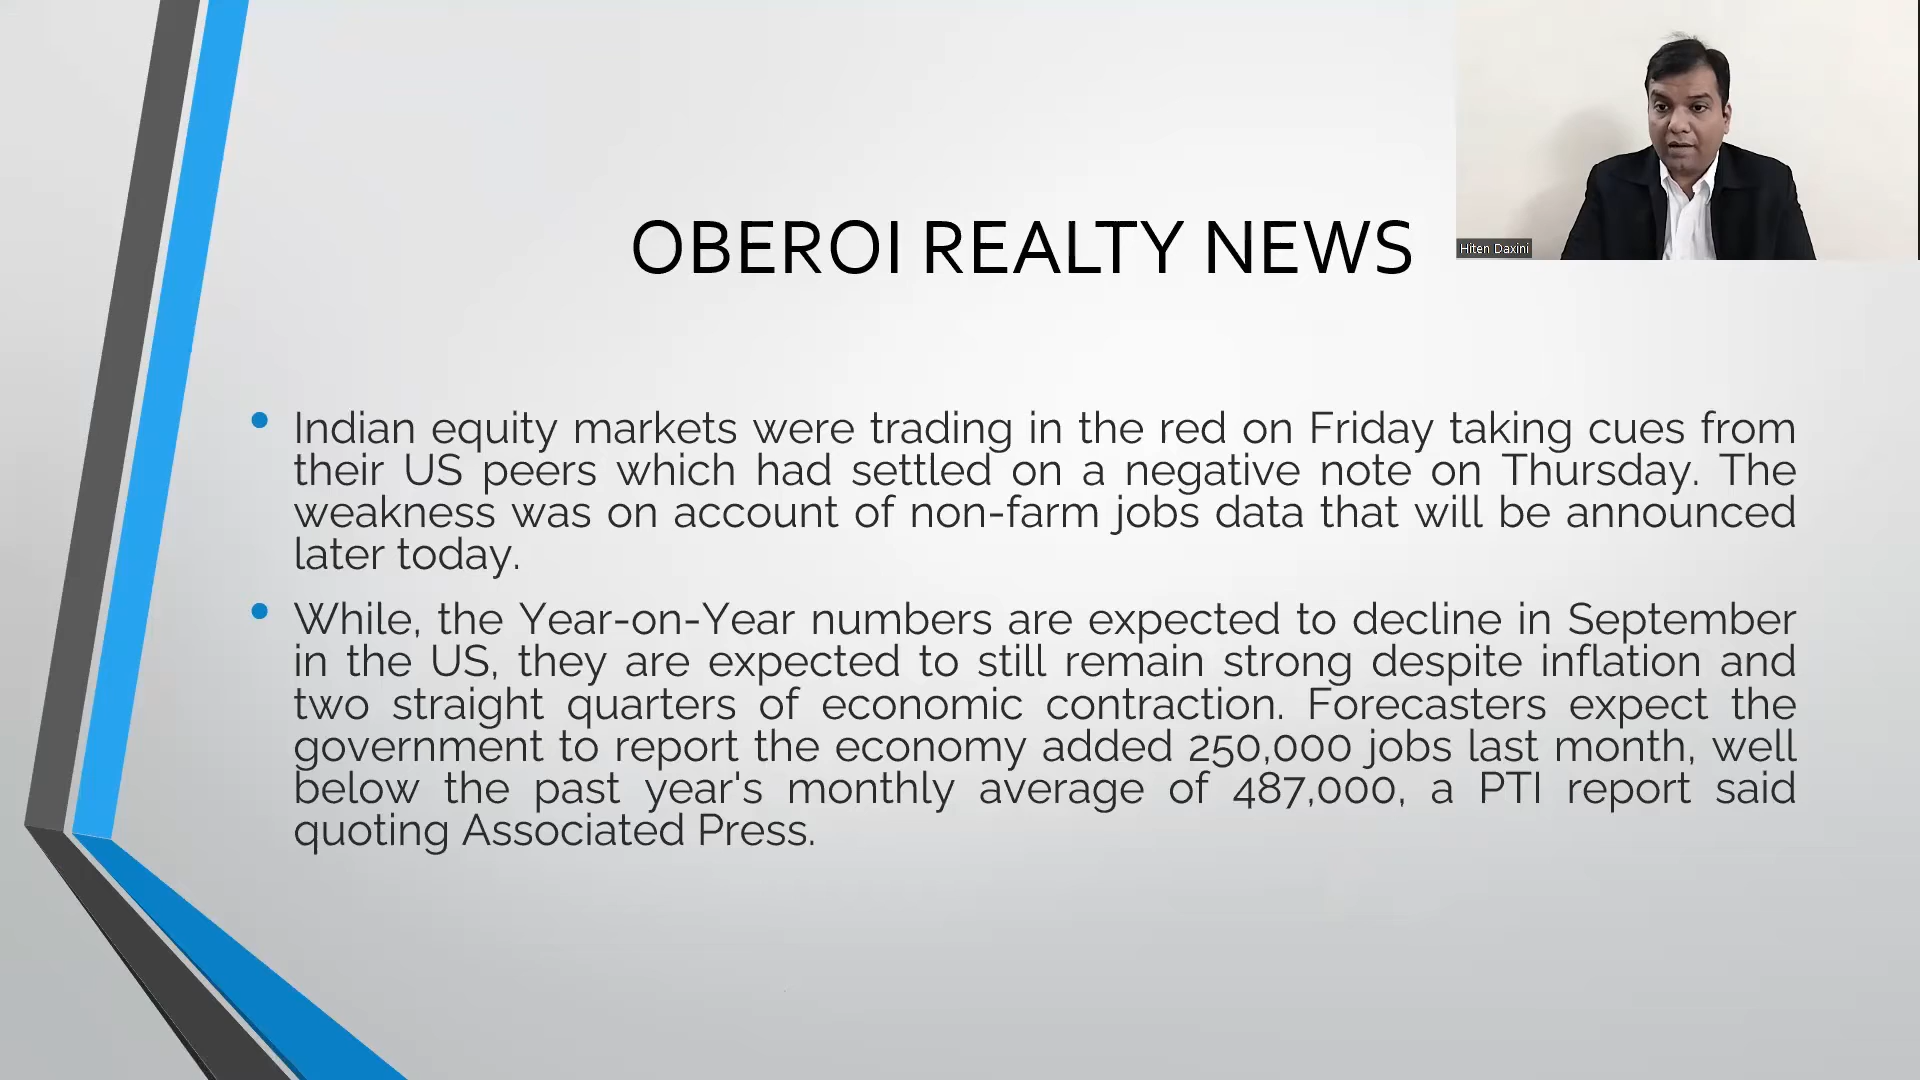 OBEROI REALTY NEWS
Hiten Daxini
• Indian equity markets were trading in the red on Friday taking cues from
their US peers which had settled on a negative note on Thursday. The
weakness was on account of non-farm jobs data that will be announced
later today.
• While, the Year-on-Year numbers are expected to decline in September
in the US, they are expected to still remain strong despite inflation and
two straight quarters of economic contraction. Forecasters expect the
government to report the economy added 250,000 jobs last month, well
below the past year's monthly average of 487,000, a PTI report said
quoting Associated Press.